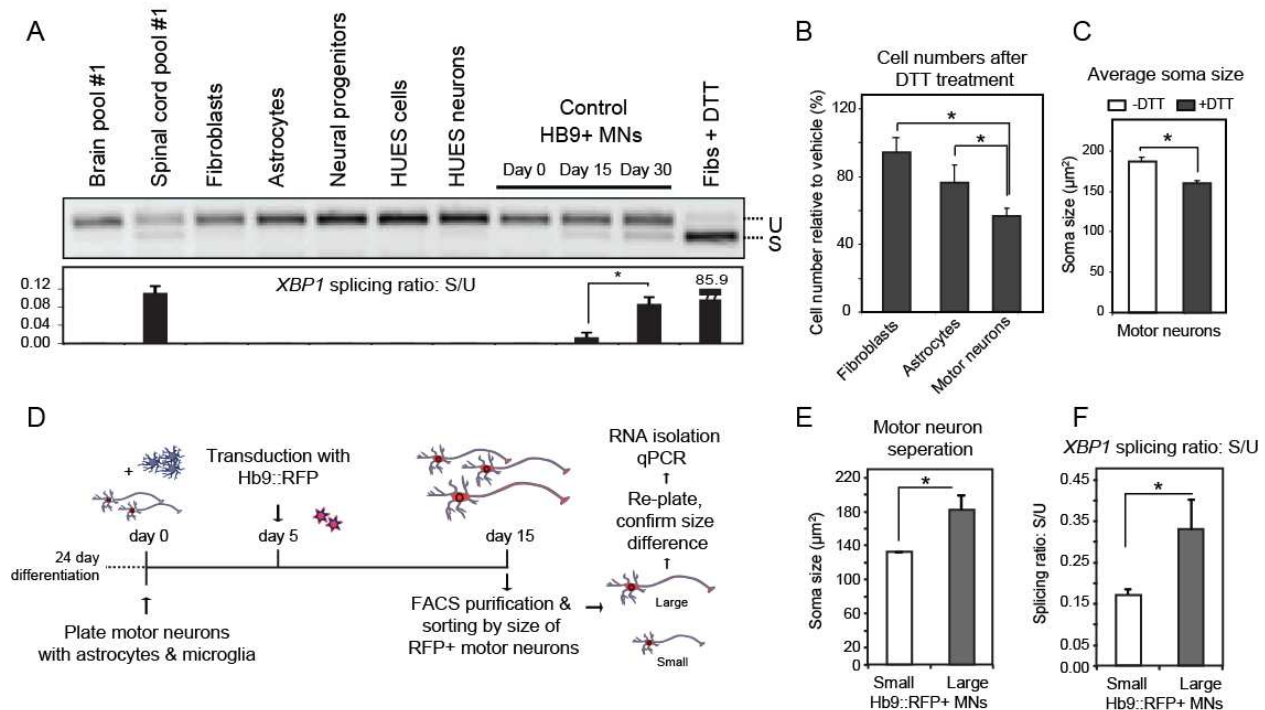 A
Brain pool #1
Spinal cord pool #1
Fibroblasts
Astrocytes
Neural progenitors
HUES cells
HUES neurons
Control
HB9+ MNs
Day 0 Day 15 Day 30
Fibs + DTT
U
S
XBP1 splicing ratio: S/U
85.9
*
0.12
0.08
0.04
0.00
B
Cell numbers after
DTT treatment
Cell number relative to vehicle (%)
120
80
60
40
0
*
*
Fibroblasts
Astrocytes
Motor neurons
C
Average soma size
-DTT +DTT
Soma size (μm²)
200
150
100
0
*
Motor neurons
D
+
Transduction with
Hb9::RFP
day 0 day 5 day 15
24 day
differentiation
Plate motor neurons
with astrocytes & microglia
FACS purification &
sorting by size of
RFP+ motor neurons
RNA isolation
qPCR
Re-plate,
confirm size
difference
Large
Small
E
Motor neuron
seperation
Soma size (μm²)
220
180
140
100
60
0
*
Small Large
Hb9::RFP+ MNs
F
XBP1 splicing ratio: S/U
Splicing ratio: S/U
0.45
0.35
0.25
0.15
0.05
0.00
*
Small Large
Hb9::RFP+ MNs